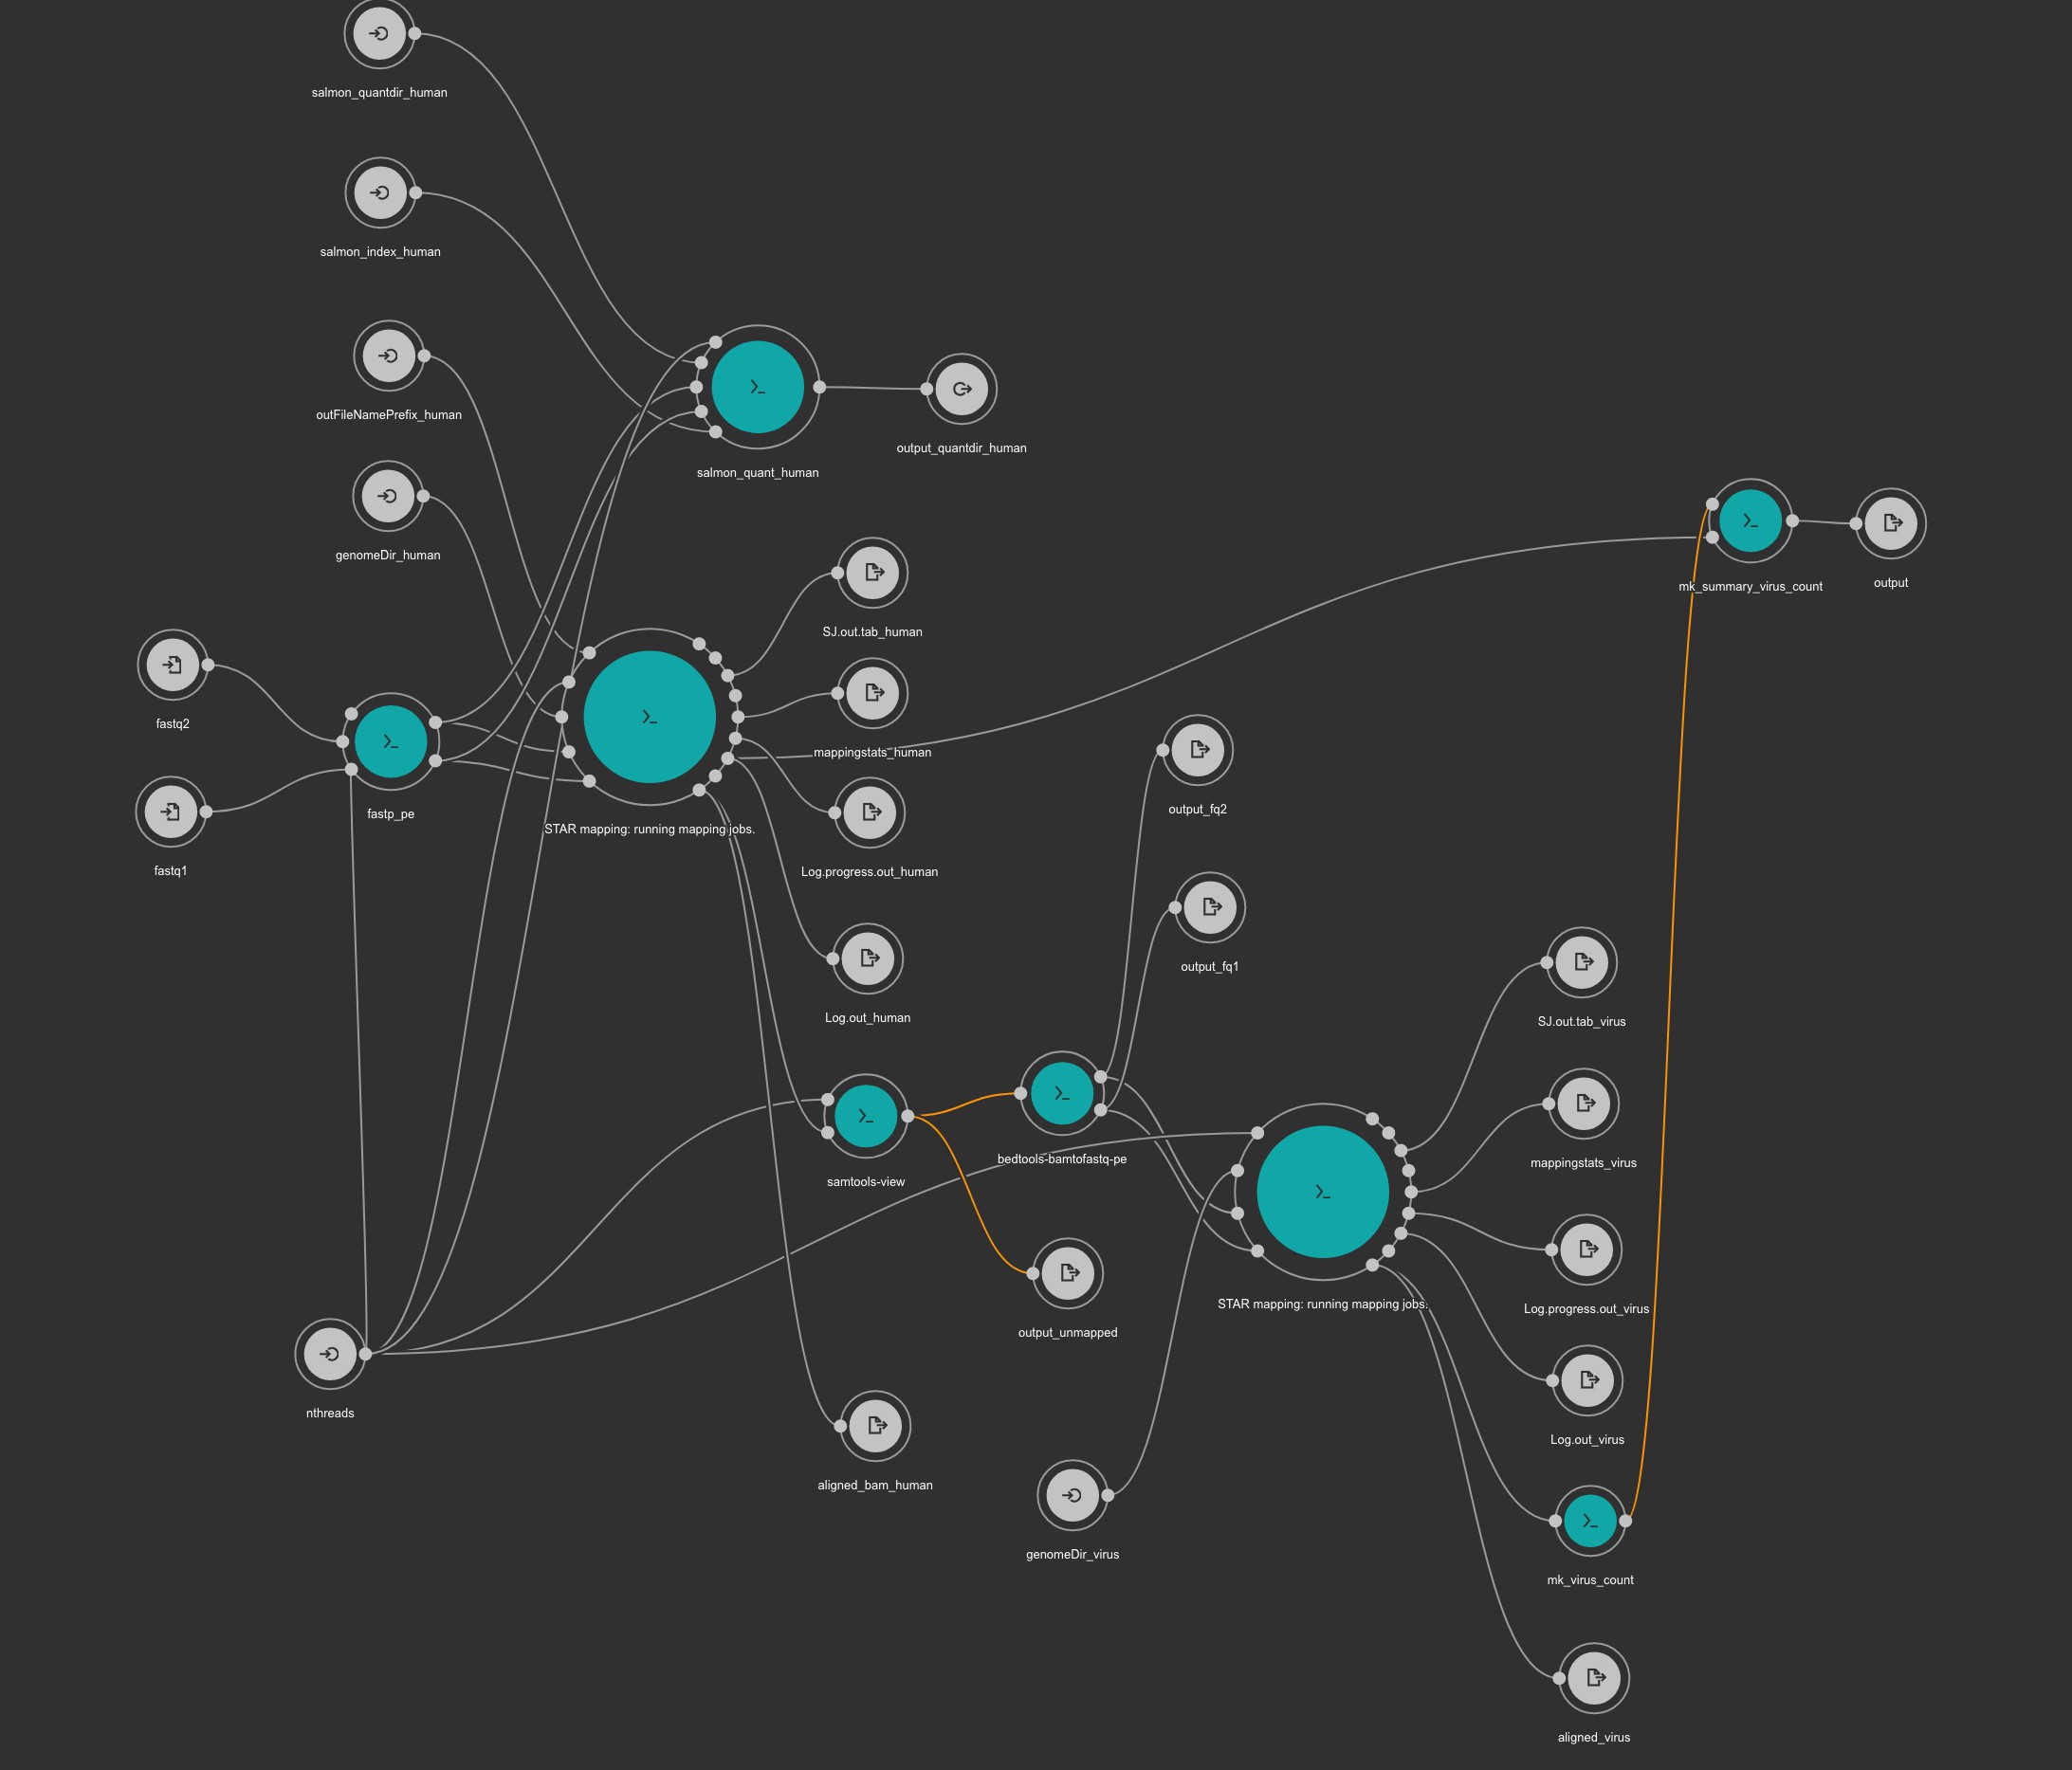 salmon_quantdir_human
salmon_index_human
outFileNamePrefix_human
salmon_quant_human
output_quantdir_human
genomeDir_human
mk_summary_virus_count
output
SJ.out.tab_human
fastq2
mappingstats_human
fastp_pe
output_fq2
STAR mapping: running mapping jobs.
fastq1
Log.progress.out_human
output_fq1
Log.out_human
SJ.out.tab_virus
bedtools-bamtofastq-pe
mappingstats_virus
samtools-view
STAR mapping: running mapping jobs.
Log.progress.out_virus
output_unmapped
nthreads
Log.out_virus
aligned_bam_human
genomeDir_virus
mk_virus_count
aligned_virus